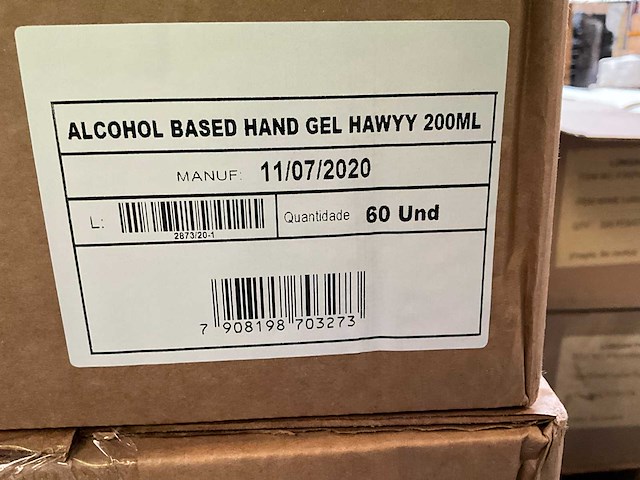 ALCOHOL BASED HAND GEL HAWYY 200ML
MANUF: 11/07/2020
L:
2873/20-1
Quantidade 60 Und
7 908198 703273